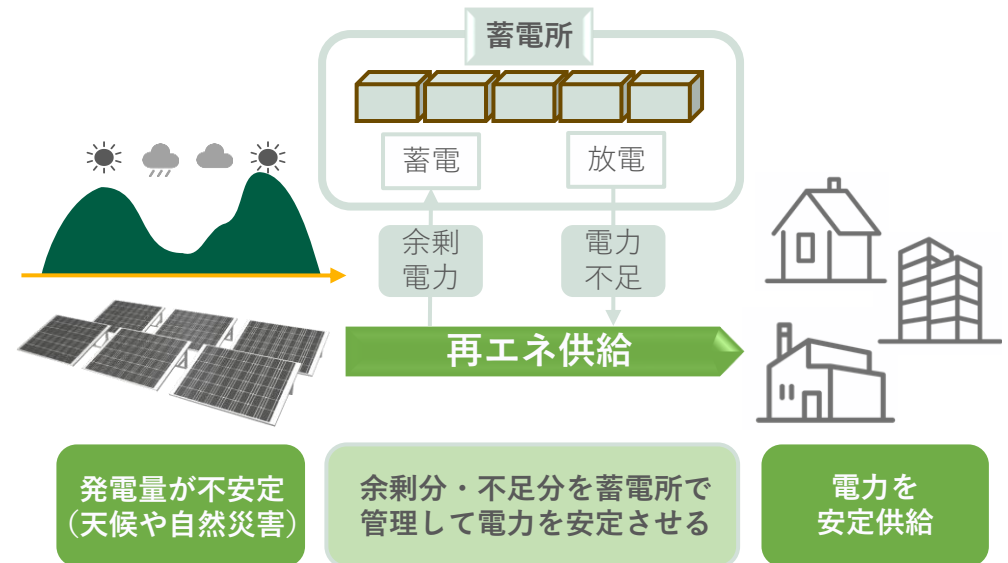 蓄電所
蓄電
放電
余剰
電力
電力
不足
再エネ供給
発電量が不安定
（天候や自然災害）
余剰分・不足分を蓄電所で
管理して電力を安定させる
電力を
安定供給